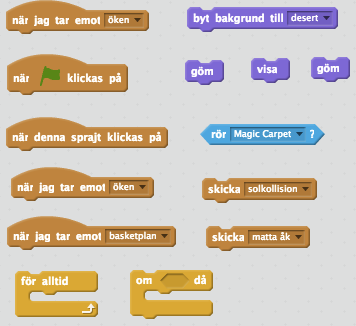 när jag tar emot öken
byt bakgrund till desert
när klickas på
göm
visa
göm
när denna sprajt klickas på
rör Magic Carpet ?
när jag tar emot öken
skicka solkollision
när jag tar emot basketplan
skicka matta åk
för alltid
om då